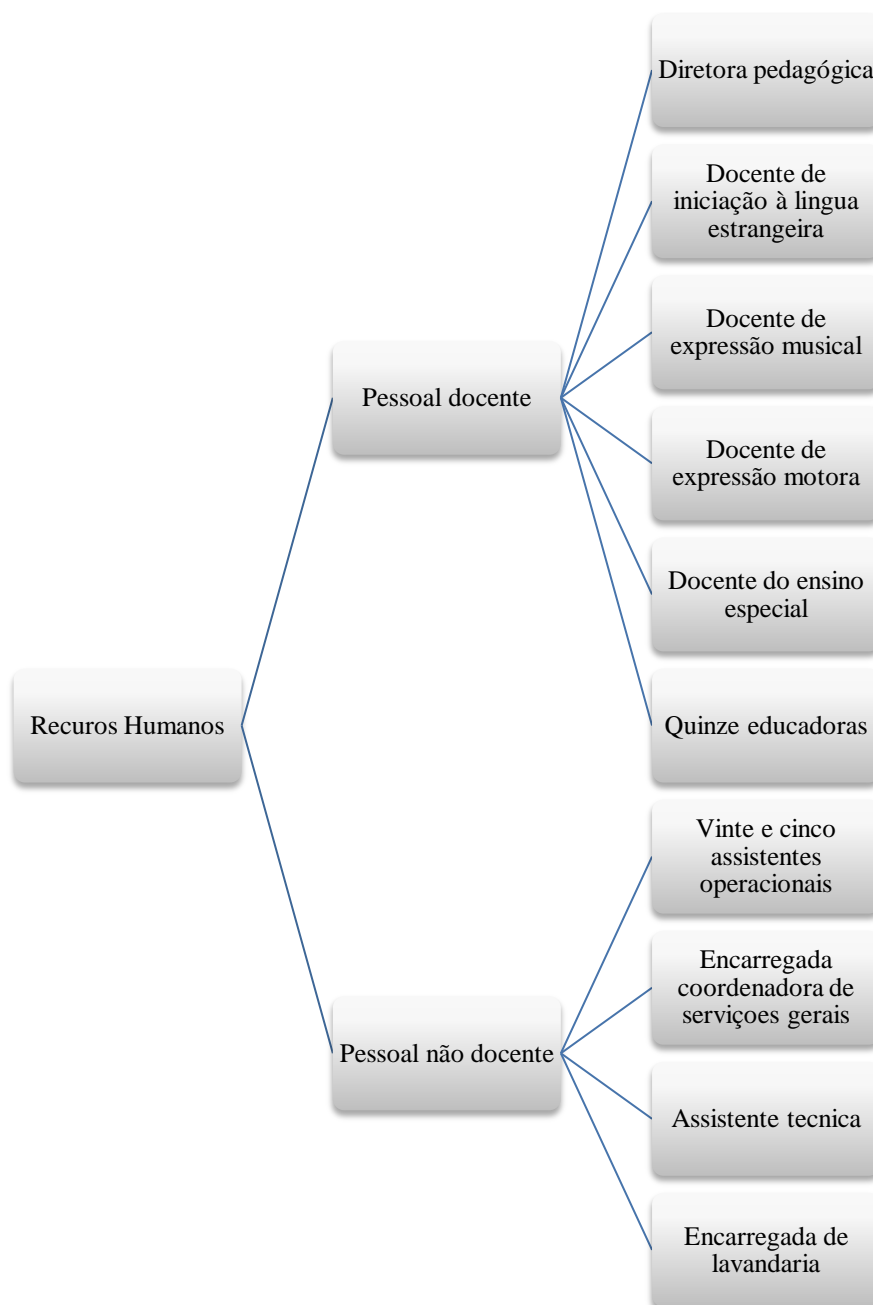 Diretora pedagógica
Docente de
iniciação à lingua
estrangeira
Docente de
expressão musical
Pessoal docente
Docente de
expressão motora
Docente do ensino
especial
Recuros Humanos
Quinze educadoras
Vinte e cinco
assistentes
operacionais
Encarregada
coordenadora de
serviçoes gerais
Pessoal não docente
Assistente tecnica
Encarregada de
lavandaria